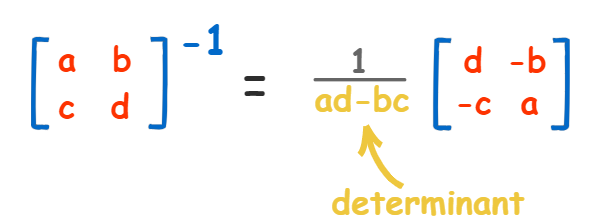 [a b
c d]^-1 = 1/ad-bc [d -b
-c a]
determinant